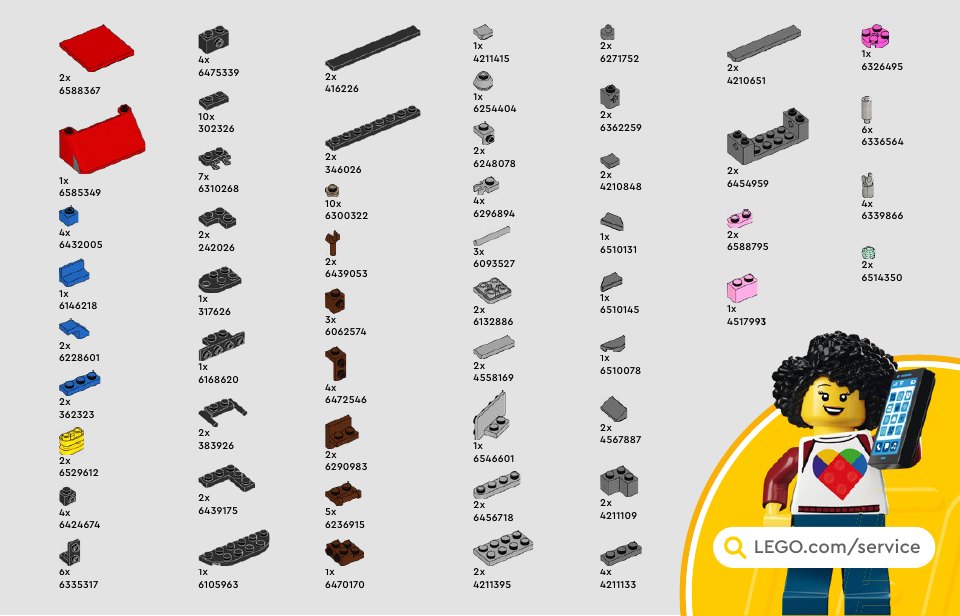 2x
6588367
1x
6585349
4x
6432005
1x
6146218
2x
6228601
2x
362323
2x
6529612
4x
6424674
6x
6335317
4x
6475339
10x
302326
7x
6310268
2x
242026
1x
317626
1x
6168620
2x
383926
2x
6439175
1x
6105963
2x
416226
2x
346026
10x
6300322
2x
6439053
3x
6062574
4x
6472546
2x
6290983
5x
6236915
1x
6470170
1x
4211415
1x
6254404
2x
6248078
4x
6296894
3x
6093527
2x
6132886
2x
4558169
1x
6546601
2x
6456718
2x
4211395
2x
6271752
2x
6362259
2x
4210848
1x
6510131
1x
6510145
1x
6510078
2x
4567887
2x
4211109
4x
4211133
2x
4210651
2x
6454959
2x
6588795
1x
4517993
1x
6326495
6x
6336564
4x
6339866
2x
6514350
LEGO.com/service